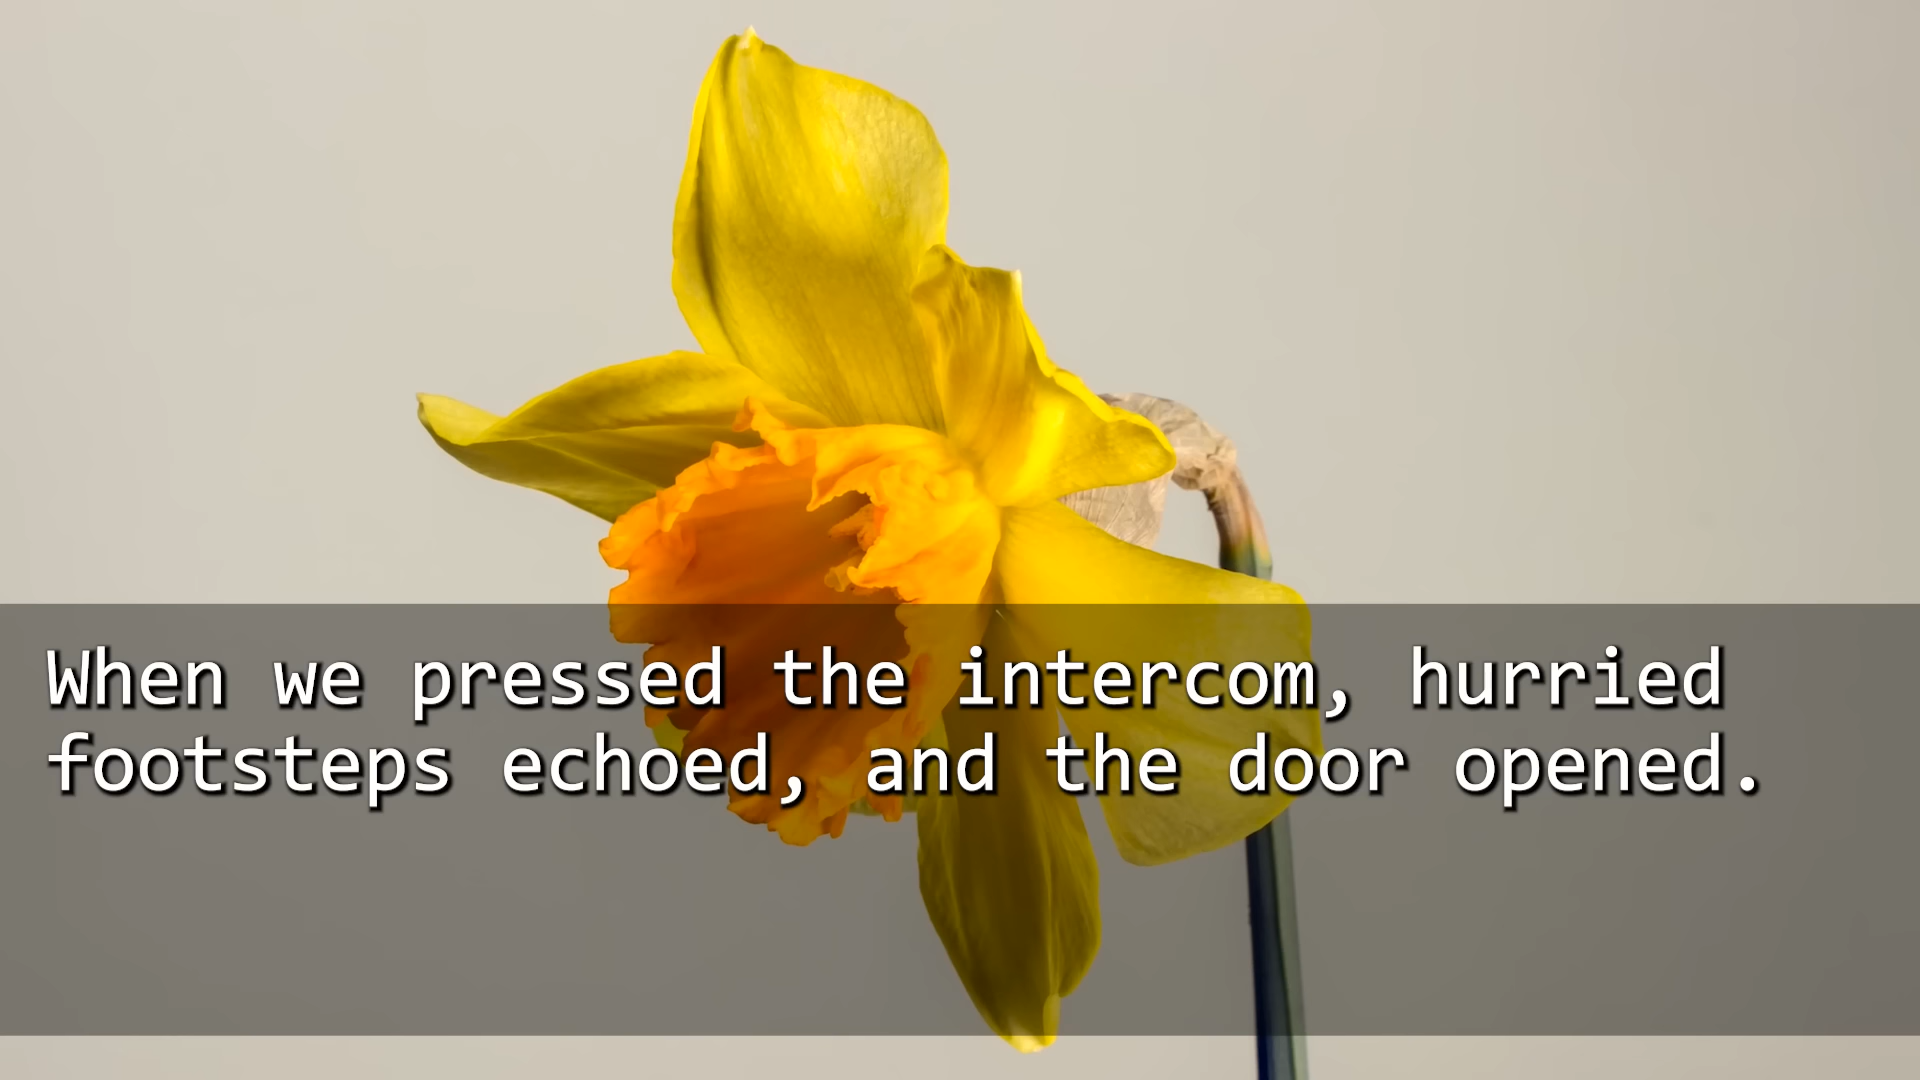 When we pressed the intercom, hurried
footsteps echoed, and the door opened.